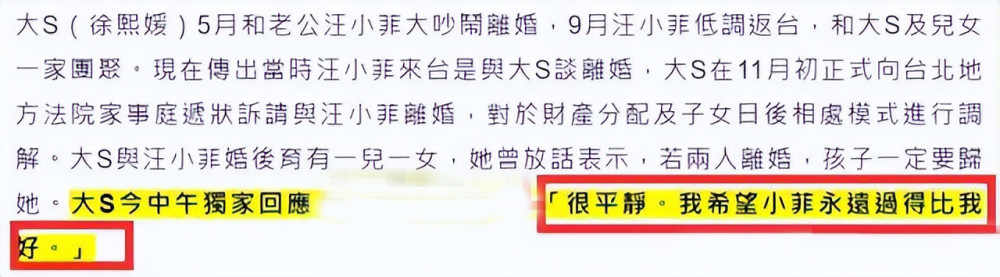 大S（徐熙媛）5月和老公汪小菲大吵鬧離婚，9月汪小菲低調返台，和大S及兒女
一家團聚。現在傳出當時汪小菲來台是與大S談離婚，大S在11月初正式向台北地
方法院家事庭遞狀訴請與汪小菲離婚，對於財產分配及子女日後相處模式進行調
解。大S與汪小菲婚後育有一兒一女，她曾放話表示，若兩人離婚，孩子一定要歸
她。大S今中午獨家回應「很平靜。我希望小菲永遠過得比我
好。」